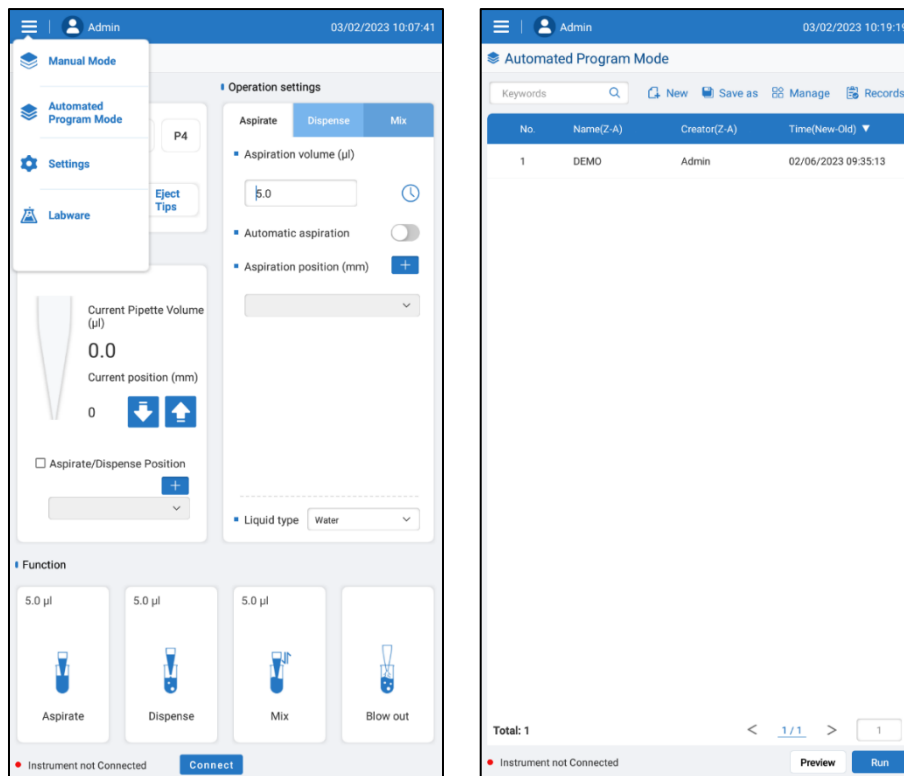 Admin
03/02/2023 10:07:41
Manual Mode
Automated
Program Mode
Settings
Labware
P4
Eject
Tips
Current Pipette Volume
(µl)
0.0
Current position (mm)
0
Aspirate/Dispense Position
Operation settings
Aspirate Dispense Mix
Aspiration volume (µl)
5.0
Automatic aspiration
Aspiration position (mm)
Liquid type Water
Function
5.0 µl 5.0 µl 5.0 µl
Aspirate Dispense Mix Blow out
Instrument not Connected Connect
Admin
03/02/2023 10:19:19
Automated Program Mode
Keywords New Save as Manage Records
No. Name(Z-A) Creator(Z-A) Time(New-Old) ▼
1 DEMO Admin 02/06/2023 09:35:13
Total: 1 < 1/1 > 1
Instrument not Connected Preview Run